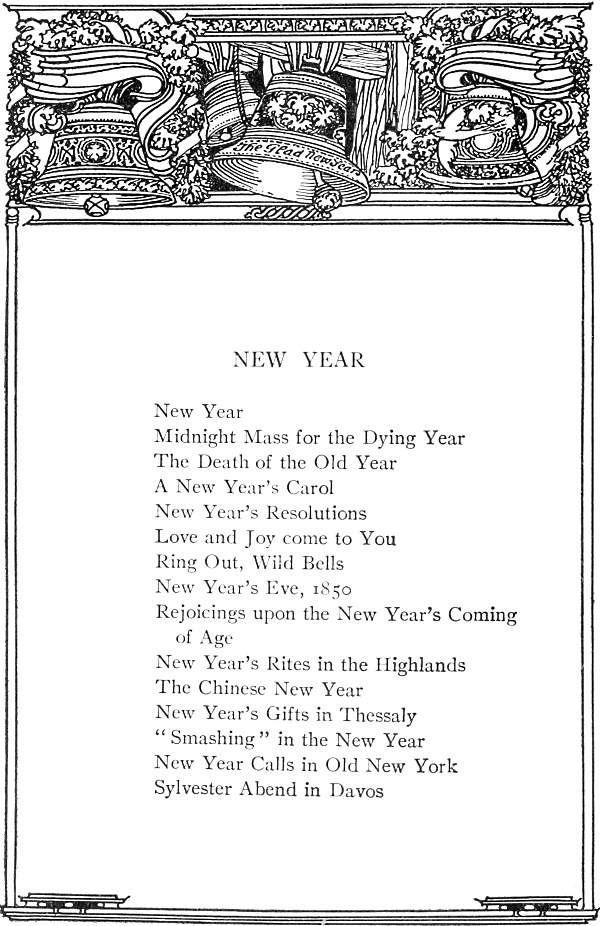 The Glad New Year
NEW YEAR
New Year
Midnight Mass for the Dying Year
The Death of the Old Year
A New Year's Carol
New Year's Resolutions
Love and Joy come to You
Ring Out, Wild Bells
New Year's Eve, 1850
Rejoicings upon the New Year's Coming
of Age
New Year's Rites in the Highlands
The Chinese New Year
New Year's Gifts in Thessaly
“Smashing” in the New Year
New Year Calls in Old New York
Sylvester Abend in Davos